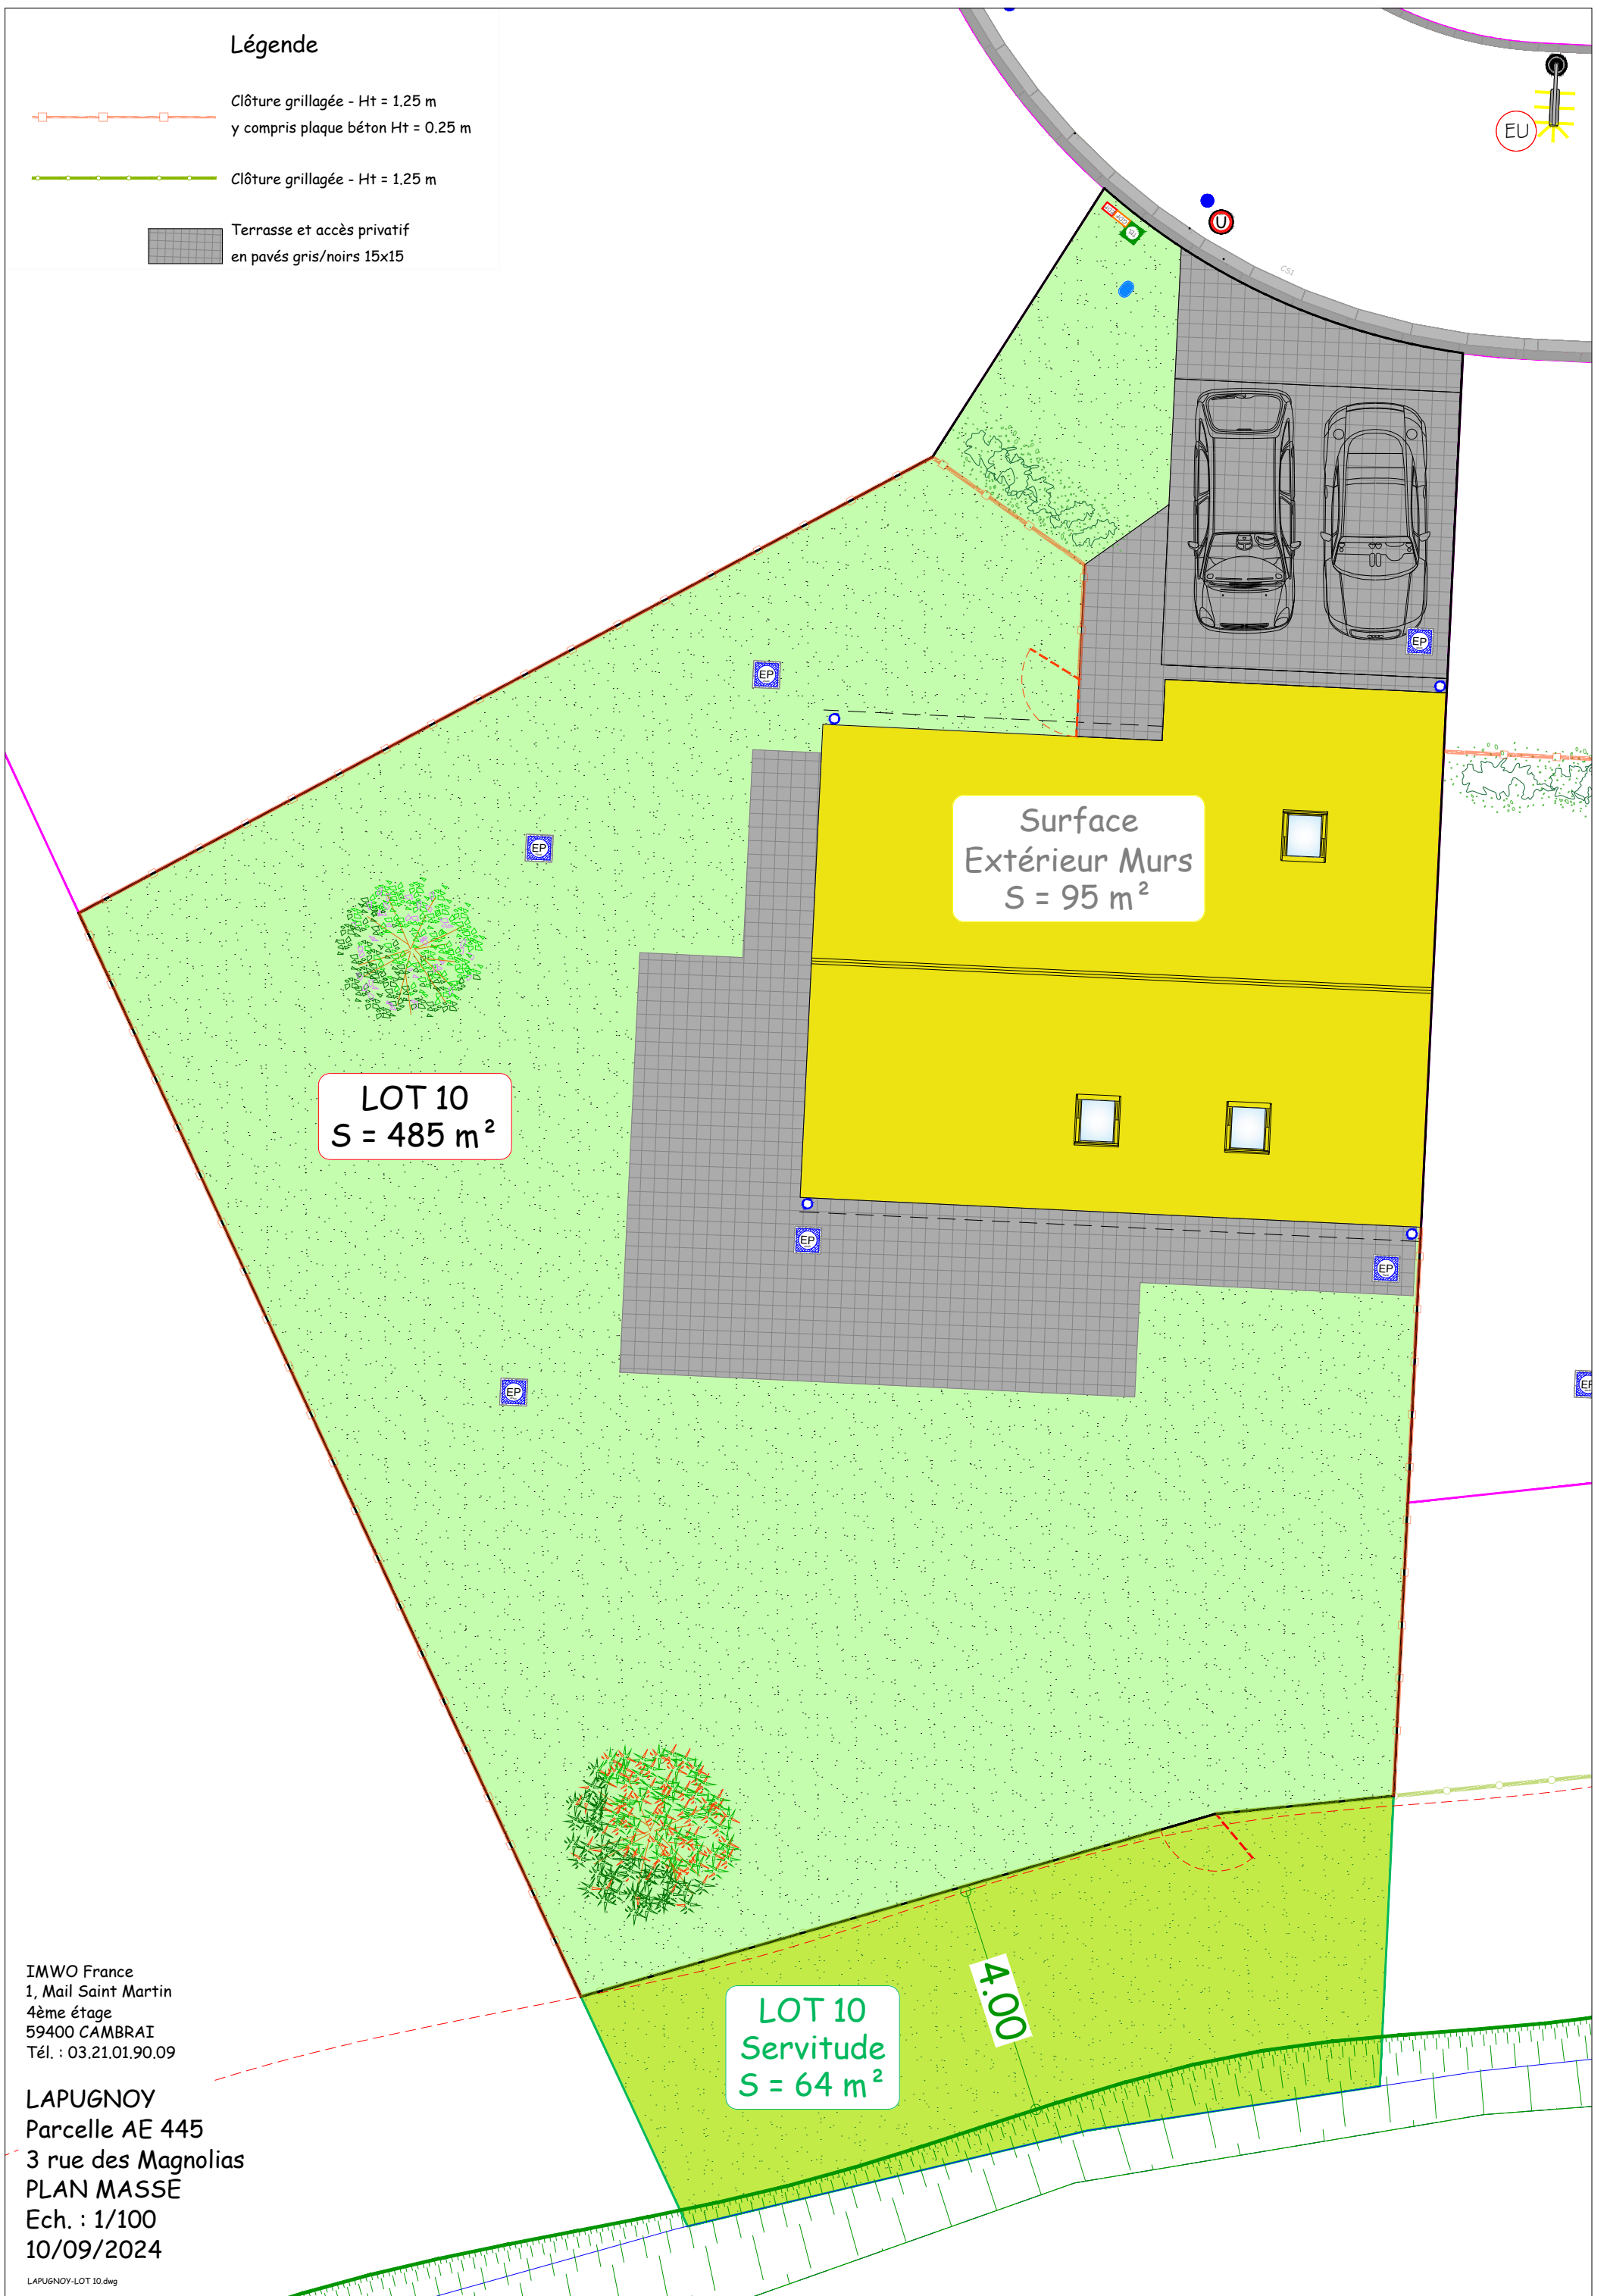 Légende
Clôture grillagée - Ht = 1.25 m
y compris plaque béton Ht = 0.25 m
Clôture grillagée - Ht = 1.25 m
Terrasse et accès privatif
en pavés gris/noirs 15x15
EU
U
CS1
EP
EP
EP
Surface
Extérieur Murs
S = 95 m²
LOT 10
S = 485 m²
EP
EP
EP
EP
LOT 10
Servitude
S = 64 m²
4.00
IMWO France
1, Mail Saint Martin
4ème étage
59400 CAMBRAI
Tél. : 03.21.01.90.09
LAPUGNOY
Parcelle AE 445
3 rue des Magnolias
PLAN MASSE
Ech. : 1/100
10/09/2024
LAPUGNOY-LOT 10.dwg